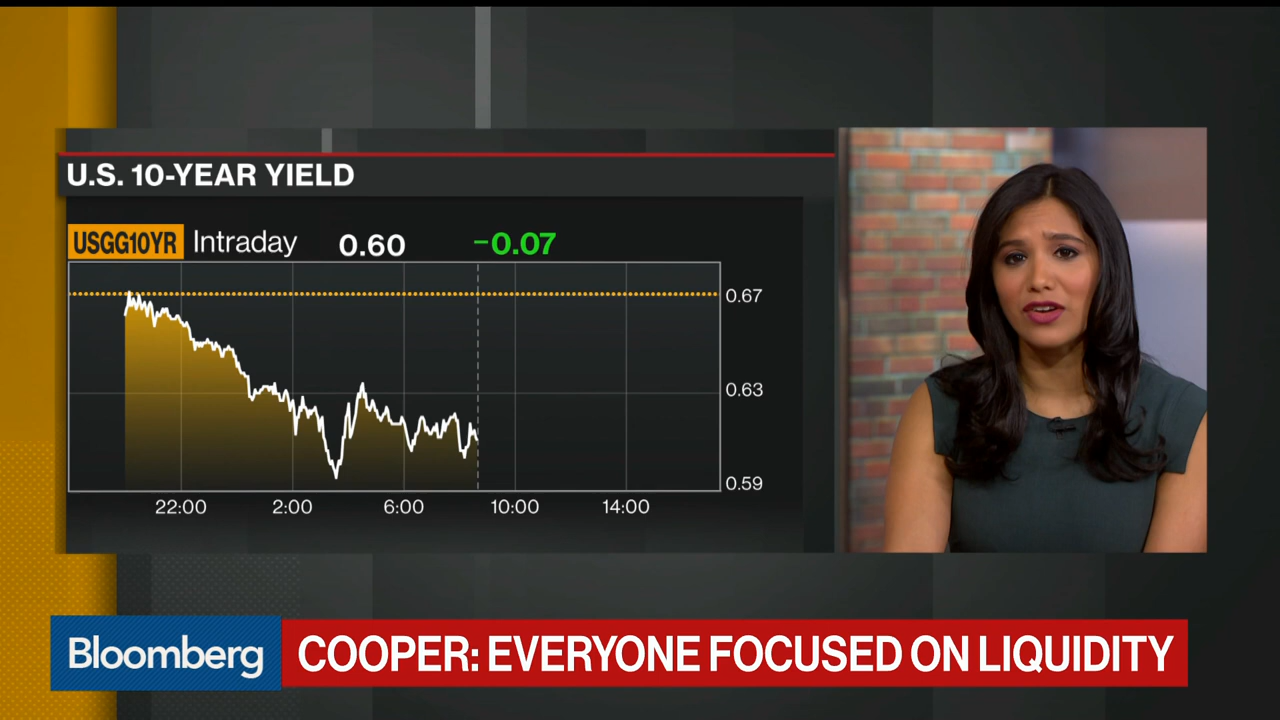 U.S. 10-YEAR YIELD
USGG10YR Intraday 0.60 -0.07
0.67
0.63
0.59
22:00 2:00 6:00 10:00 14:00
Bloomberg COOPER: EVERYONE FOCUSED ON LIQUIDITY